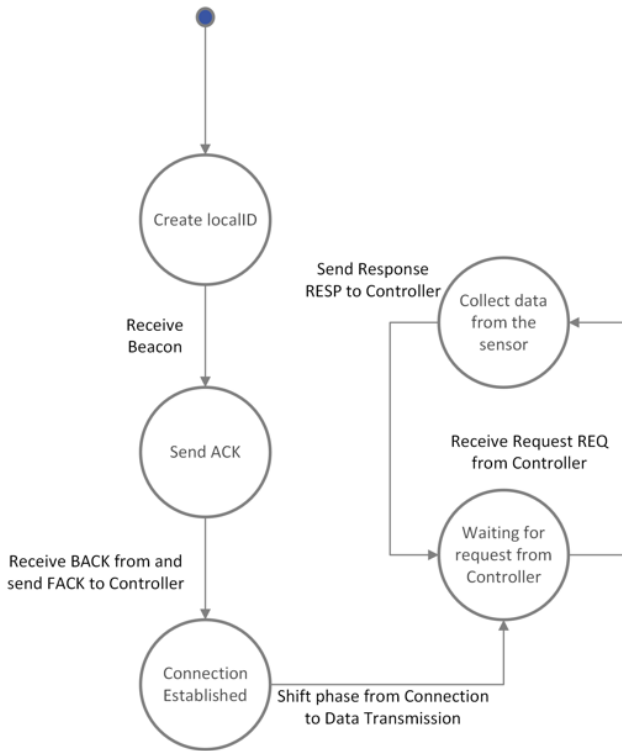 Create localID
Receive
Beacon
Send ACK
Receive BACK from and
send FACK to Controller
Connection
Established
Shift phase from Connection
to Data Transmission
Send Response
RESP to Controller
Collect data
from the
sensor
Receive Request REQ
from Controller
Waiting for
request from
Controller